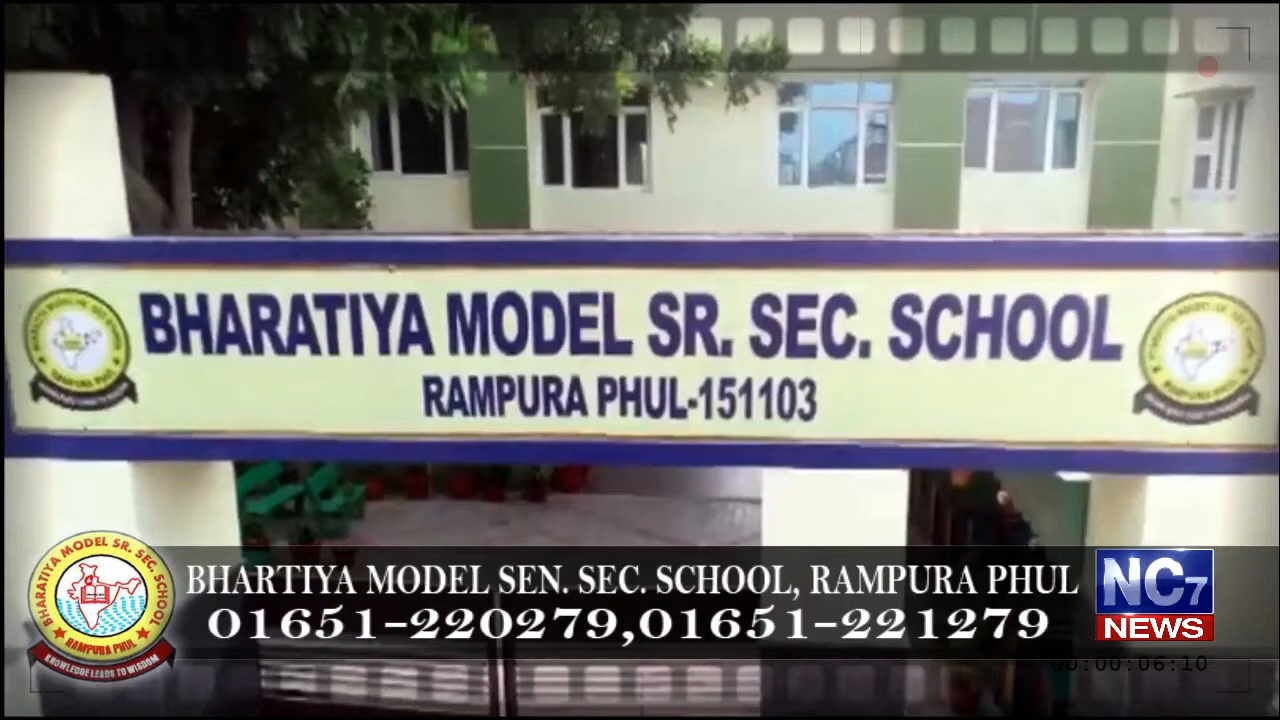 BHARATIYA MODEL SR. SEC. SCHOOL
RAMPURA PHUL-151103
BHARATIYA MODEL SR. SEC. SCHOOL
RAMPURA PHUL
KNOWLEDGE LEADS TO WISDOM
BHARTIYA MODEL SEN. SEC. SCHOOL, RAMPURA PHUL
01651-220279,01651-221279
NC7
NEWS
00:00:06:10